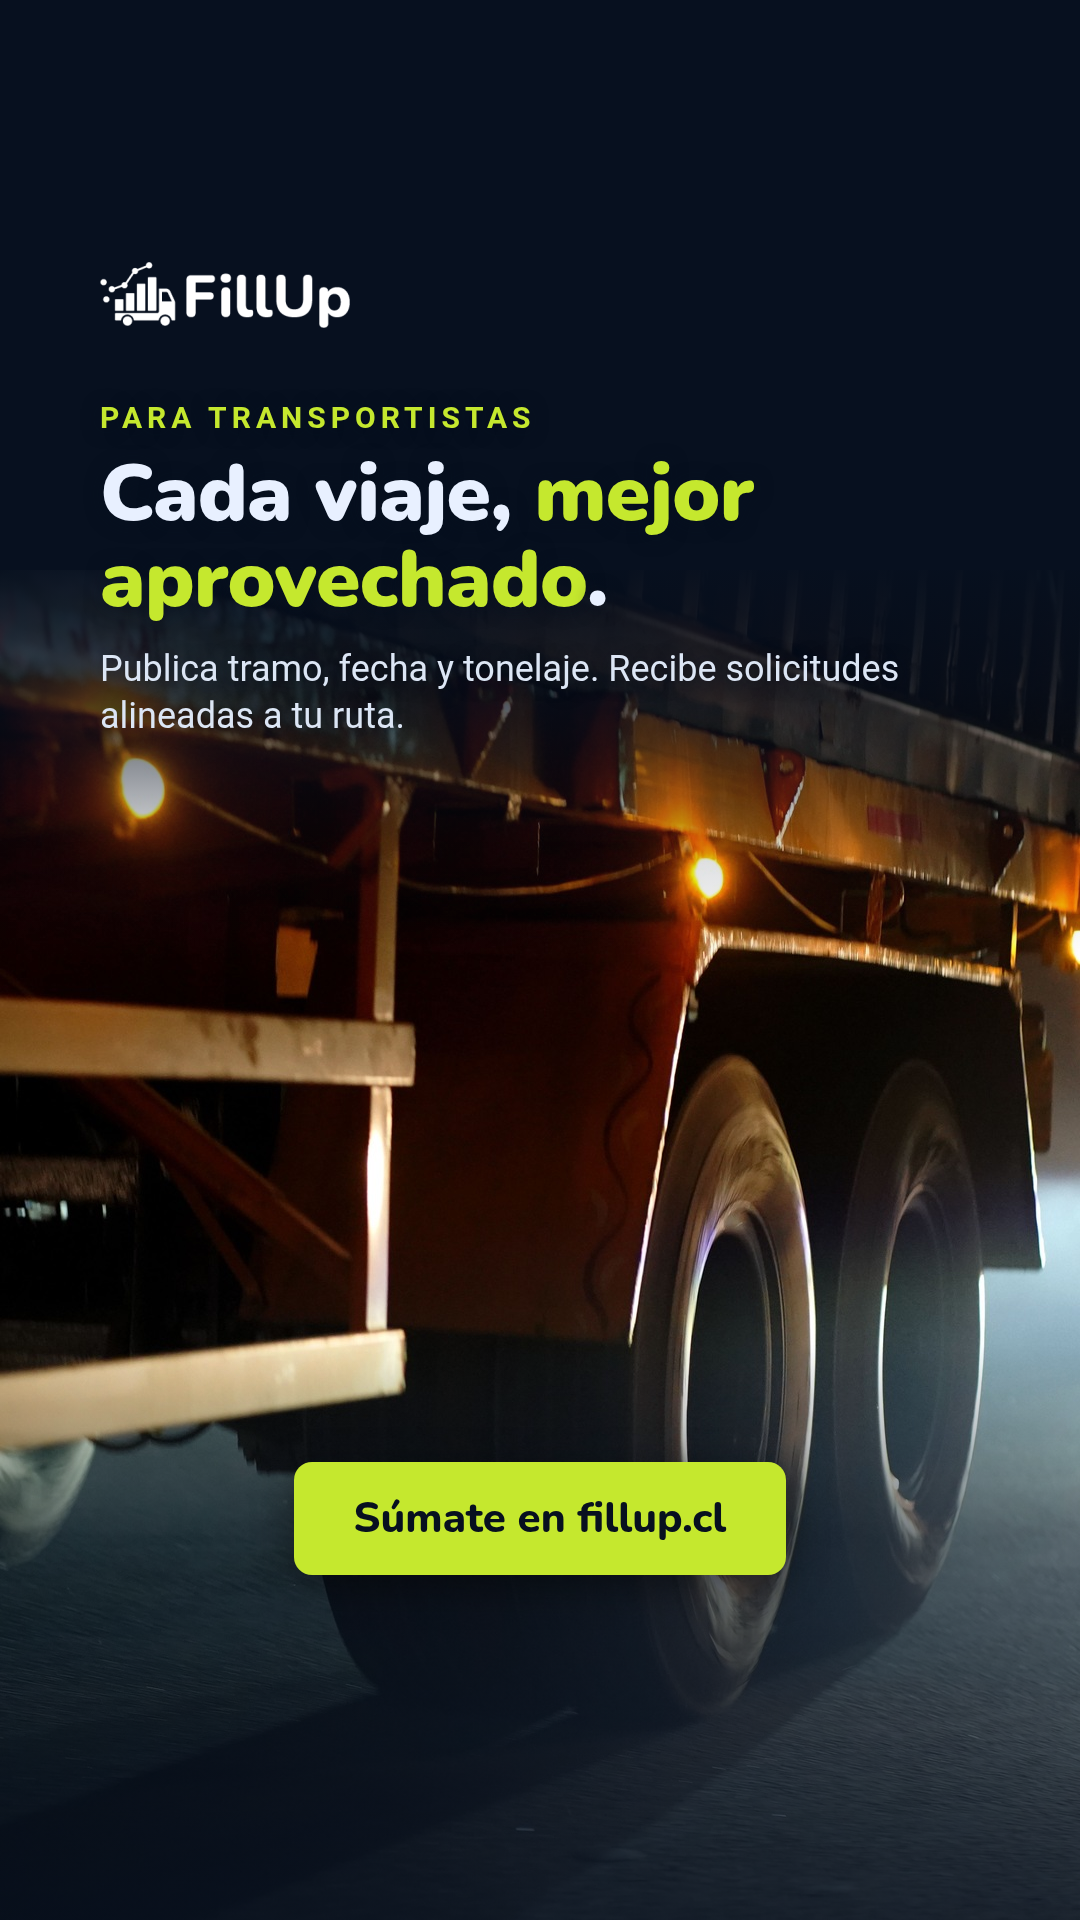 FillUp
PARA TRANSPORTISTAS
Cada viaje, mejor
aprovechado.
Publica tramo, fecha y tonelaje. Recibe solicitudes
alineadas a tu ruta.
Súmate en fillup.cl